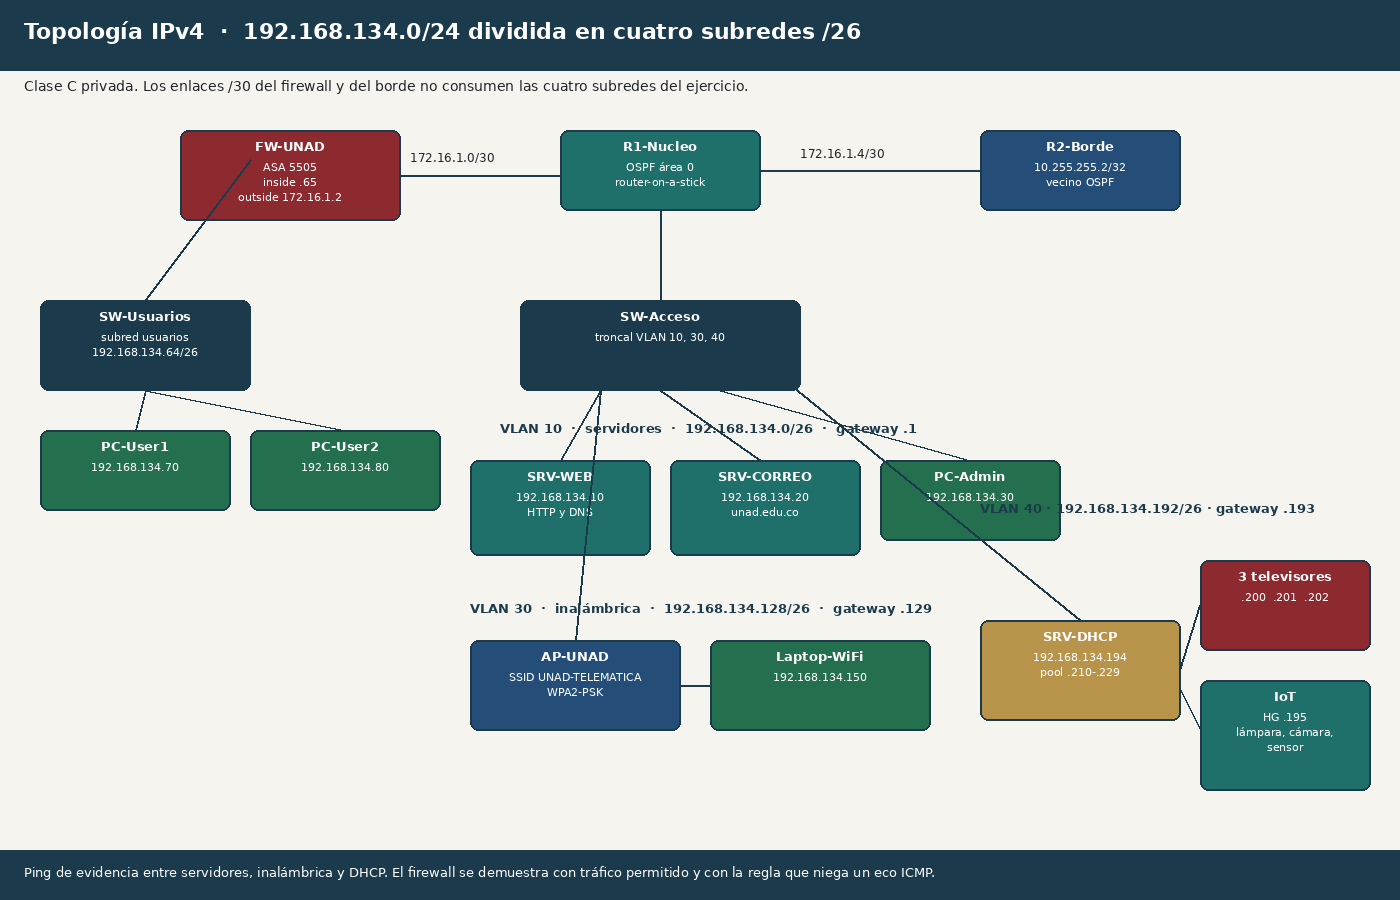 Topología IPv4 · 192.168.134.0/24 dividida en cuatro subredes /26
Clase C privada. Los enlaces /30 del firewall y del borde no consumen las cuatro subredes del ejercicio.
FW-UNAD
ASA 5505
inside .65
outside 172.16.1.2
172.16.1.0/30
R1-Nucleo
OSPF área 0
router-on-a-stick
172.16.1.4/30
R2-Borde
10.255.255.2/32
vecino OSPF
SW-Usuarios
subred usuarios
192.168.134.64/26
SW-Acceso
troncal VLAN 10, 30, 40
PC-User1
192.168.134.70
PC-User2
192.168.134.80
VLAN 10 · servidores · 192.168.134.0/26 · gateway .1
SRV-WEB
192.168.134.10
HTTP y DNS
SRV-CORREO
192.168.134.20
unad.edu.co
PC-Admin
192.168.134.30
VLAN 40 · 192.168.134.192/26 · gateway .193
VLAN 30 · inalámbrica · 192.168.134.128/26 · gateway .129
AP-UNAD
SSID UNAD-TELEMATICA
WPA2-PSK
Laptop-WiFi
192.168.134.150
SRV-DHCP
192.168.134.194
pool .210-.229
3 televisores
.200 .201 .202
IoT
HG .195
lámpara, cámara,
sensor
Ping de evidencia entre servidores, inalámbrica y DHCP. El firewall se demuestra con tráfico permitido y con la regla que niega un eco ICMP.